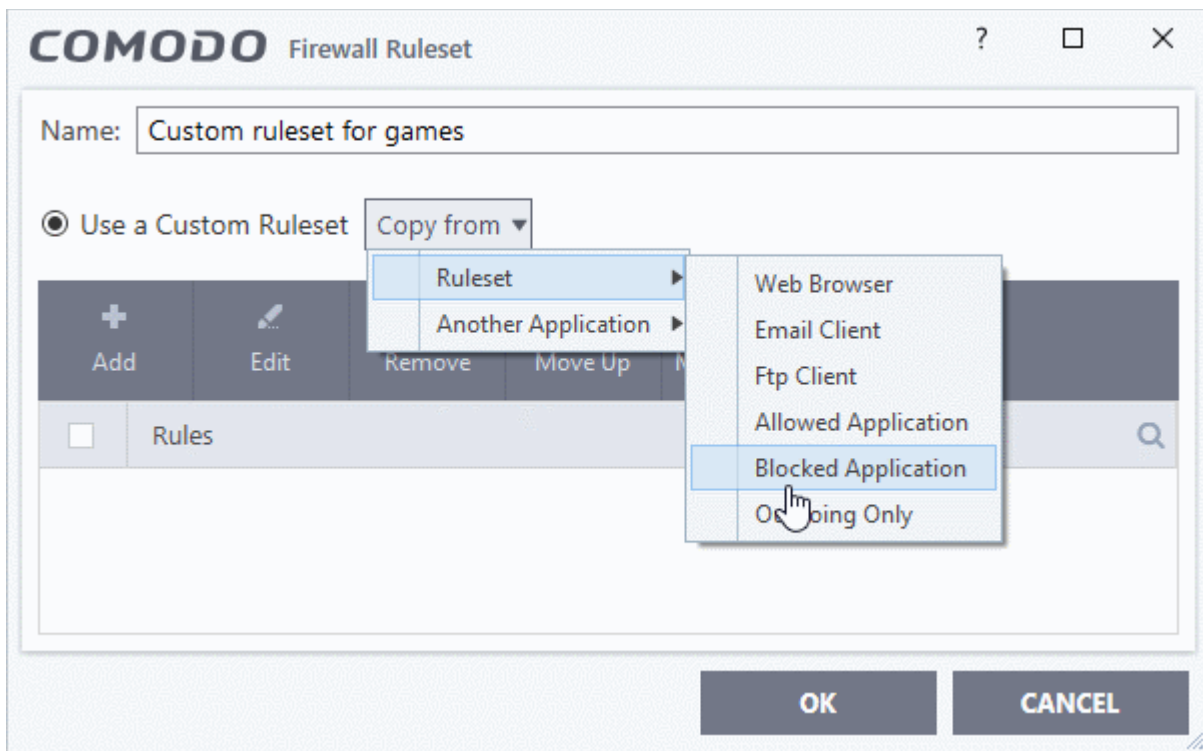 COMODO Firewall Ruleset ?
Name: Custom ruleset for games
Use a Custom Ruleset Copy from
Ruleset
Another Application
Web Browser
Email Client
Ftp Client
Allowed Application
Blocked Application
Only
Add Edit Remove Move Up
Rules
OK CANCEL